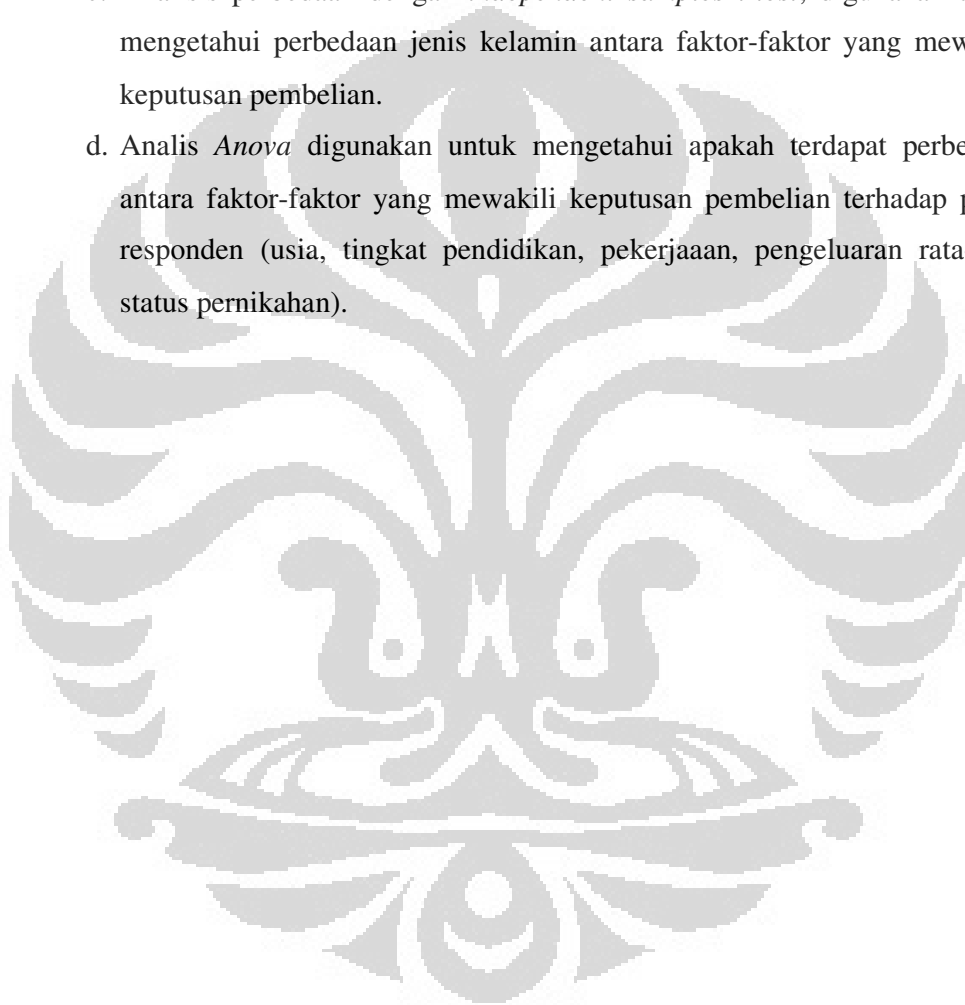 mengetahui perbedaan jenis kelamin antara faktor-faktor yang mew
keputusan pembelian.
d. Analis Anova digunakan untuk mengetahui apakah terdapat perbe
antara faktor-faktor yang mewakili keputusan pembelian terhadap p
responden (usia, tingkat pendidikan, pekerjaaan, pengeluaran rata
status pernikahan).